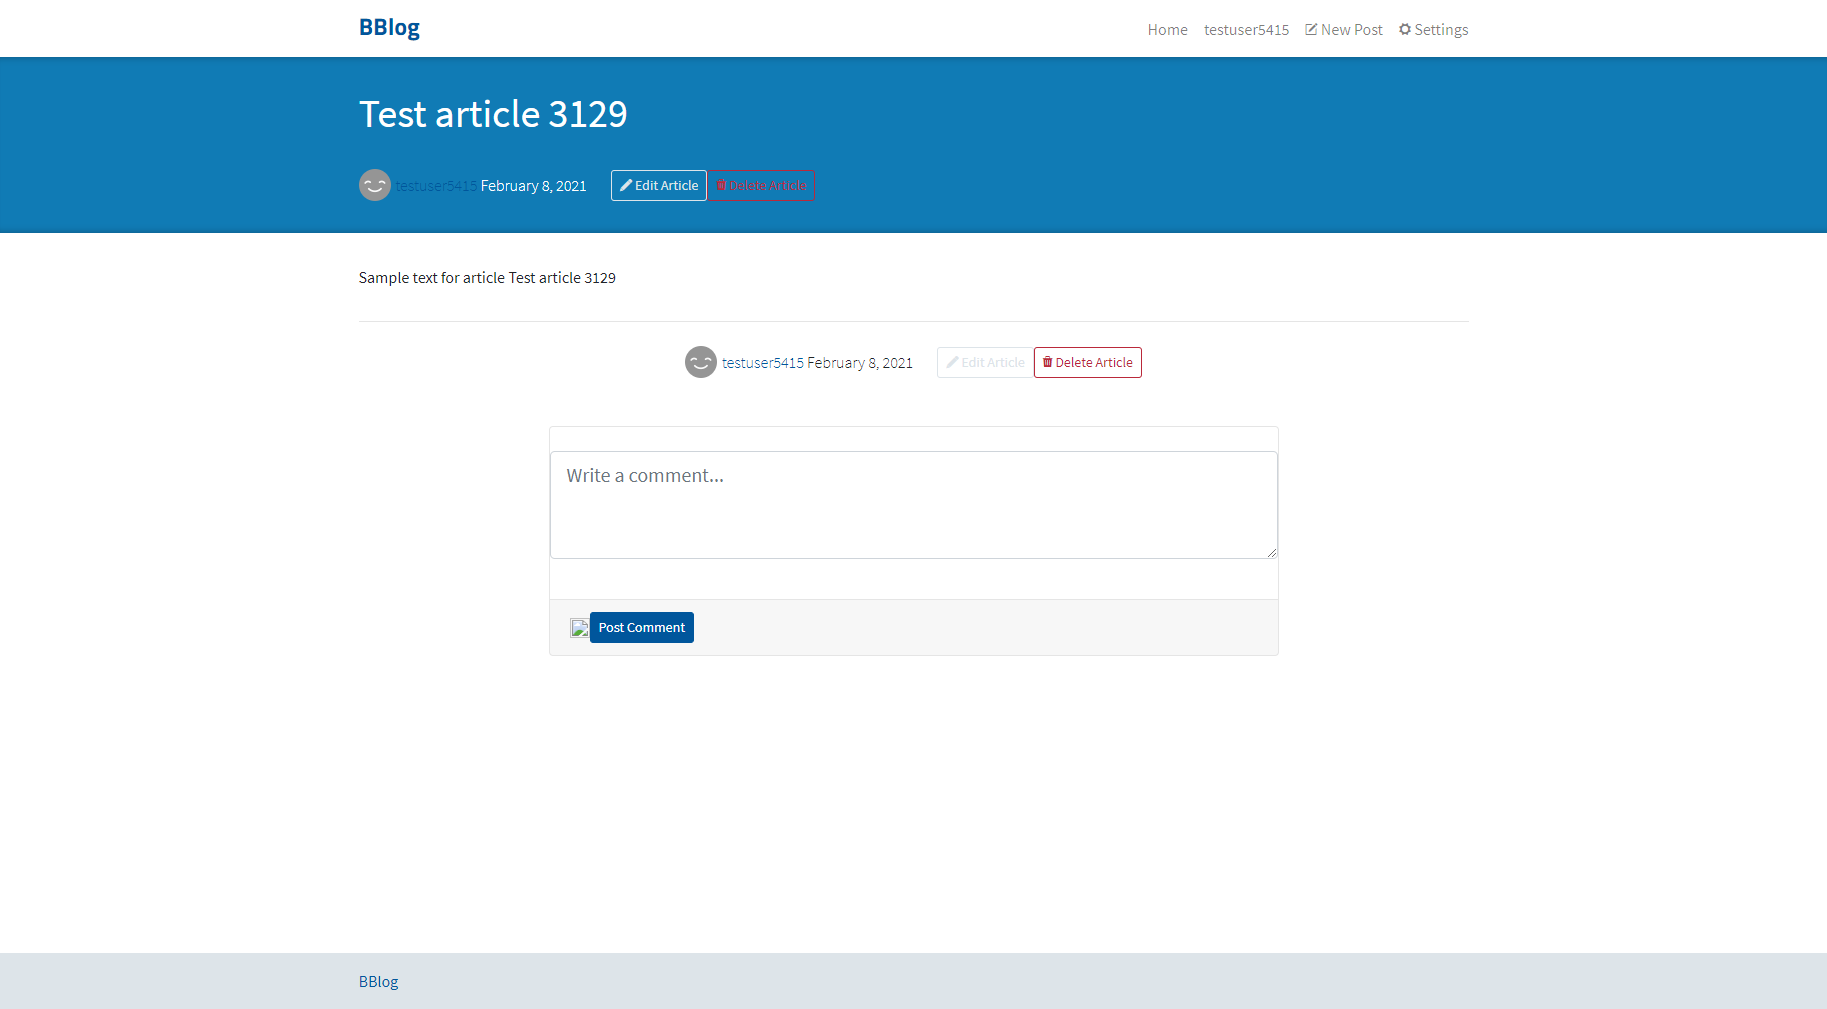 BBlog
Home testuser5415 New Post Settings
Test article 3129
testuser5415 February 8, 2021 Edit Article Delete Article
Sample text for article Test article 3129
testuser5415 February 8, 2021 Edit Article Delete Article
Write a comment...
Post Comment
BBlog